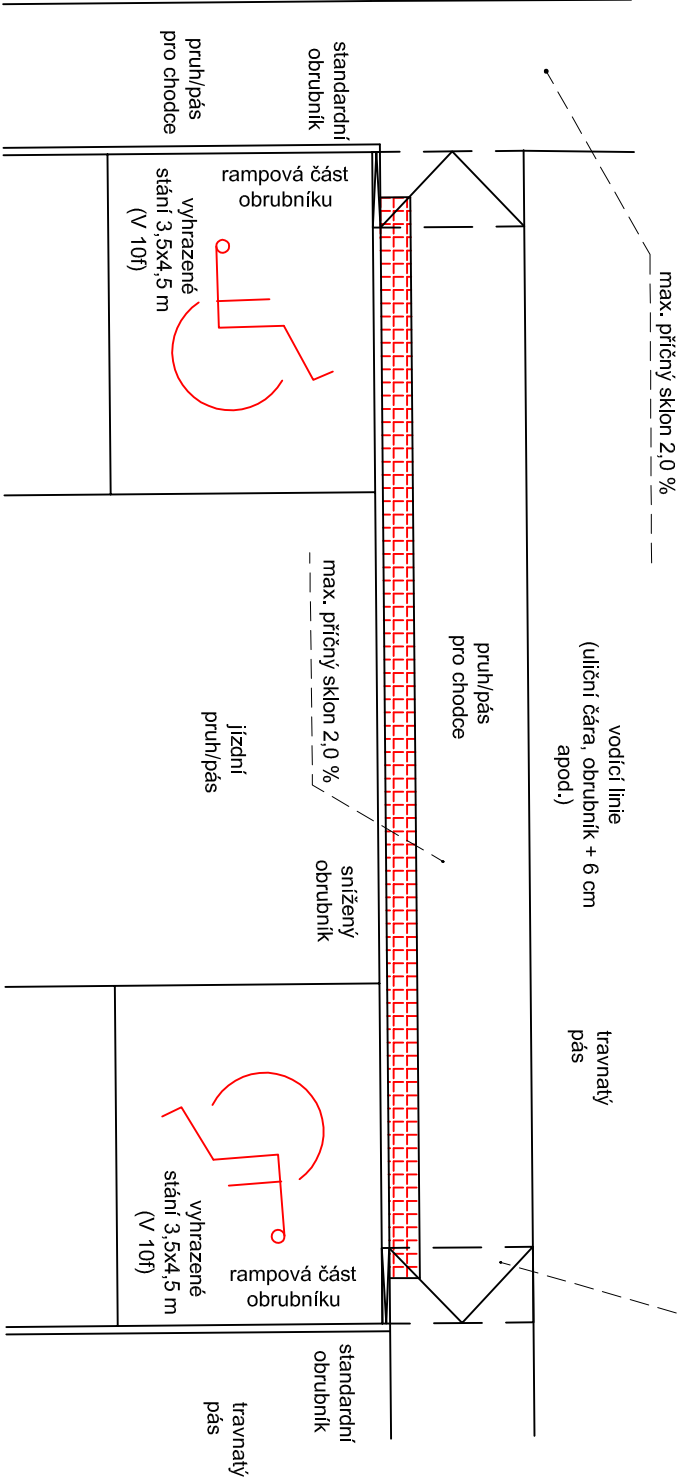 pruh/pás
pro chodce
standardní
obrubník
rampová část
obrubníku
vyhrazené
stání 3,5x4,5 m
(V 10f)
max. příčný sklon 2,0 %
vodící linie
(uliční čára, obrubník + 6 cm
apod.)
pruh/pás
pro chodce
max. příčný sklon 2,0 %
jízdní
pruh/pás
snížený
obrubník
travnatý
pás
vyhrazené
stání 3,5x4,5 m
(V 10f)
rampová část
obrubníku
standardní
obrubník
travnatý
pás